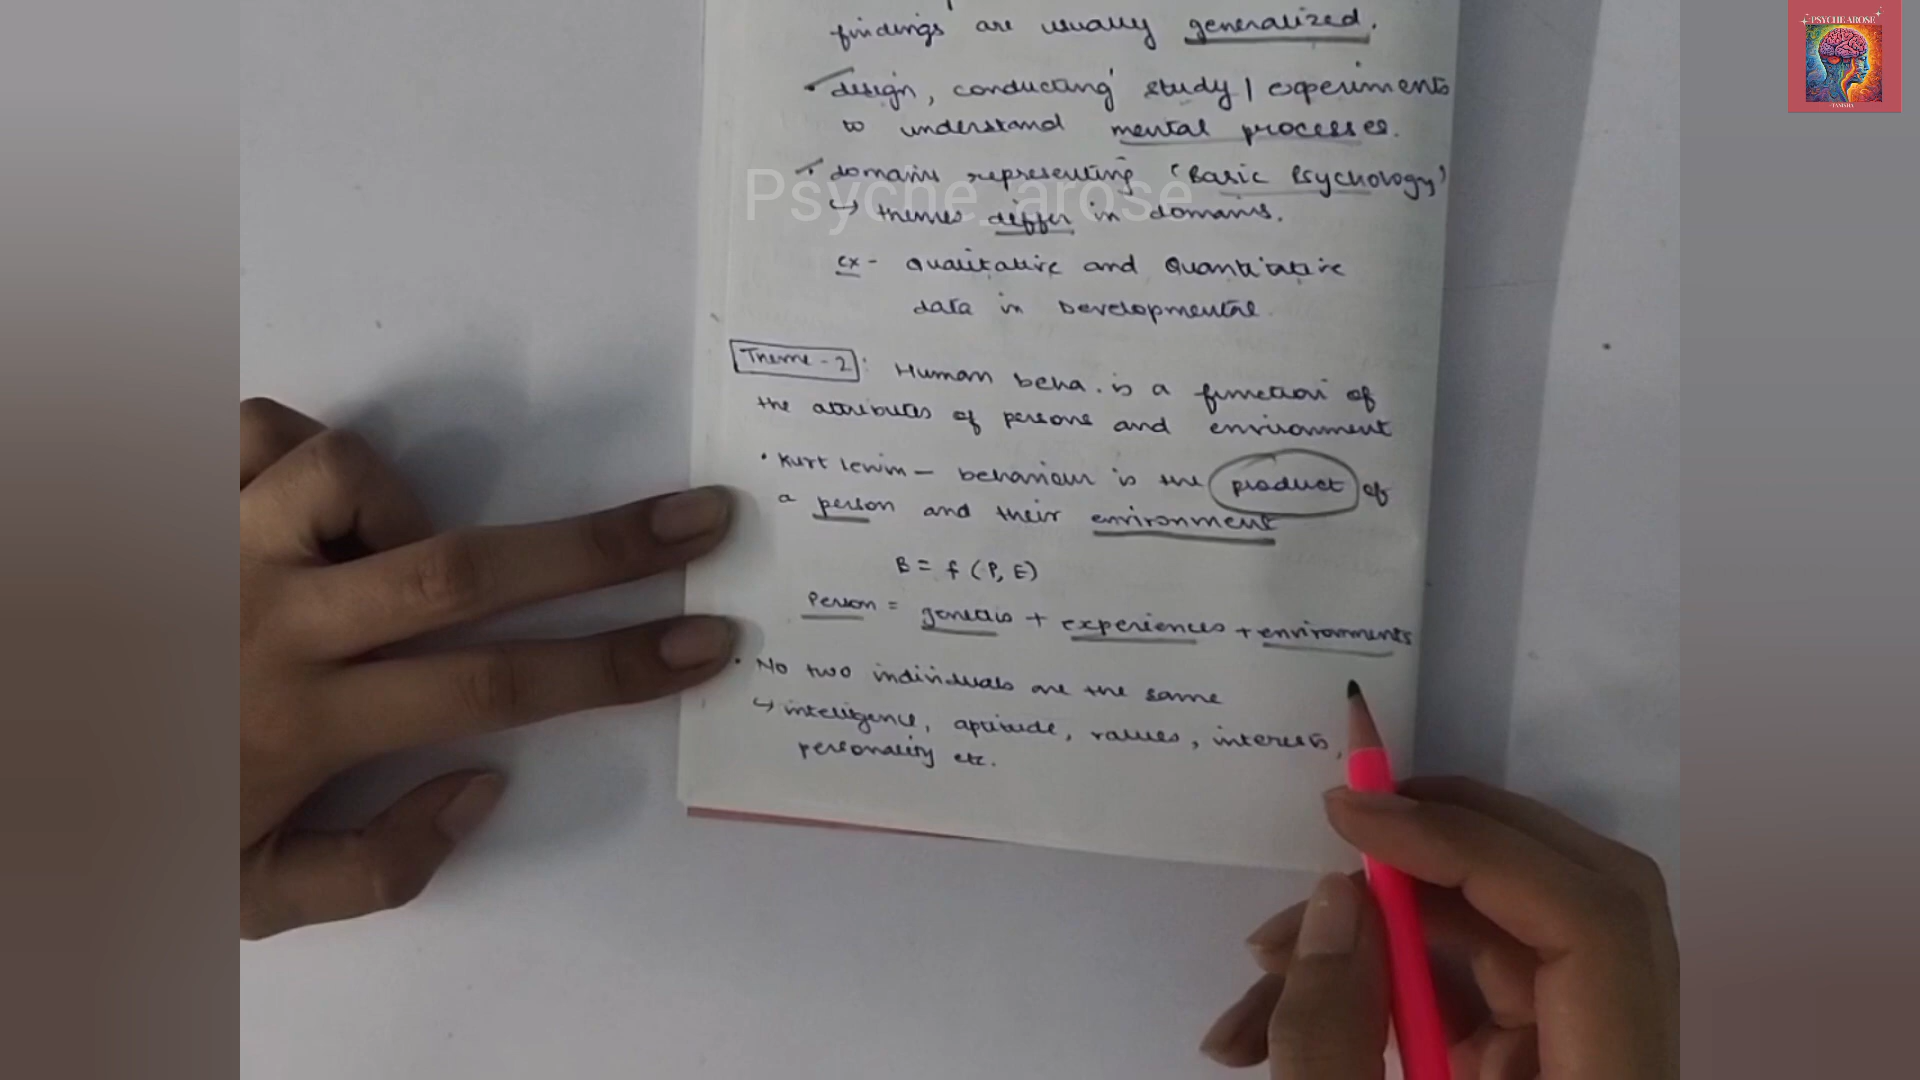 findings are usually generalized.
• design, conducting study / experiments
to understand mental processes.
• domains representing 'Basic Psychology'
↳ themes differ in domains.
ex - Qualitative and Quantitative
data in Developmental
Theme - 2 : Human beha. is a function of
the attributes of persons and environment
• Kurt Lewin — behaviour is the product of
a person and their environment
B = f (P, E)
Person = genetics + experiences + environments
• No two individuals are the same
↳ intelligence, aptitude, values, interests,
personality etc.
Psyche_arose
PSYCHE AROSE
TANISHA